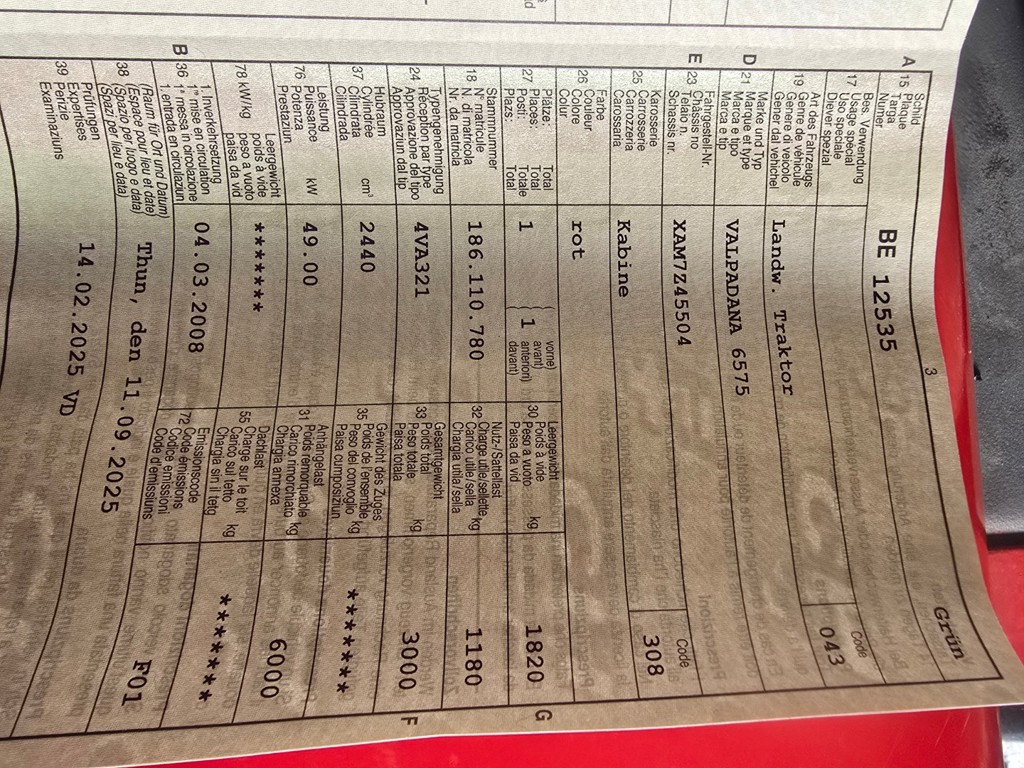 3
Grün
A 15 Schild
Plaque
Targa
Numer
BE 12535
17 Bes. Verwendung
Usage spécial
Uso speciale
Diever spezial
19 Art des Fahrzeugs
Genre de véhicule
Genere di veicolo
Gener dal vehichel
Landw. Traktor
Code
043
D 21 Marke und Typ
Marque et type
Marca e tipo
Marca e tip
VALPADANA 6575
E 23 Fahrgestell-Nr.
Châssis no
Telaio n.
Schassis nr.
XAM7Z45504
25 Karosserie
Carrosserie
Carrozzeria
Carossaria
Kabine
Code
308
26 Farbe
Couleur
Colore
Colur
rot
27 Plätze: Total
Places: Total
Posti: Totale
Plazs: Total
1
1
vorne)
avant)
anteriori)
davant)
30 Leergewicht
Poids à vide
Peso a vuoto kg
Paisa da vid
1820
G
18 Stammnummer
N° matricule
N. di matricola
Nr. da matricla
186.110.780
32 Nutz-/Sattellast
Charge utile/sellette kg
Carico utile/sella
Chargia utila/sella
1180
24 Typengenehmigung
Réception par type
Approvazione del tipo
Approvaziun dal tip
4VA321
33 Gesamtgewicht
Poids total
Peso totale kg
Paisa totala
3000
F
37 Hubraum
Cylindrée
Cilindrata cm³
Cilindrada
2440
35 Gewicht des Zuges
Poids de l'ensemble
Peso del convoglio kg
Paisa cumposiziun
*******
76 Leistung
Puissance
Potenza kW
Prestaziun
49.00
31 Anhängelast
Poids remorquable
Carico rimorchiato kg
Chargia annexa
6000
78 kW/kg
Leergewicht
poids à vide
peso a vuoto
paisa da vid
*******
55 Dachlast
Charge sur le toit
Carico sul tetto kg
Chargia sin il tetg
*******
B 36 1. Inverkehrsetzung
1re mise en circulation
1a messa in circolazione
1. entrada en circulaziun
04.03.2008
72 Emissionscode
Code émissions
Codice emissioni
Code d'emissiuns
F01
38 (Raum für Ort und Datum)
(Espace pour lieu et date)
(Spazio per luogo e data)
(Spazi per lieu e data)
Thun, den 11.09.2025
39 Prüfungen
Expertises
Perizie
Examinaziuns
14.02.2025 VD